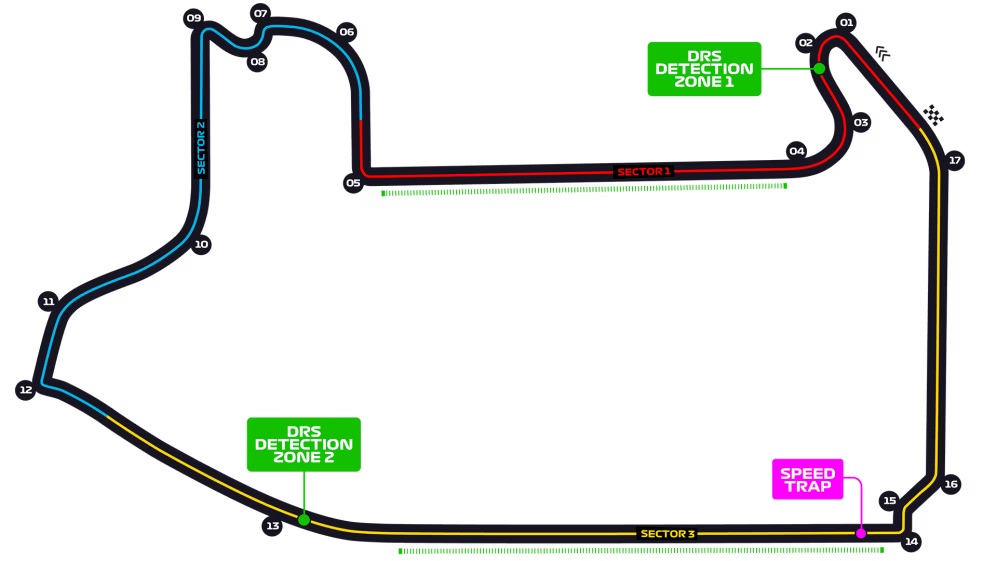 09
07
06
08
01
02
DRS
DETECTION
ZONE 1
03
04
17
SECTOR 2
SECTOR 1
05
10
11
12
DRS
DETECTION
ZONE 2
SPEED
TRAP
16
15
13
SECTOR 3
14